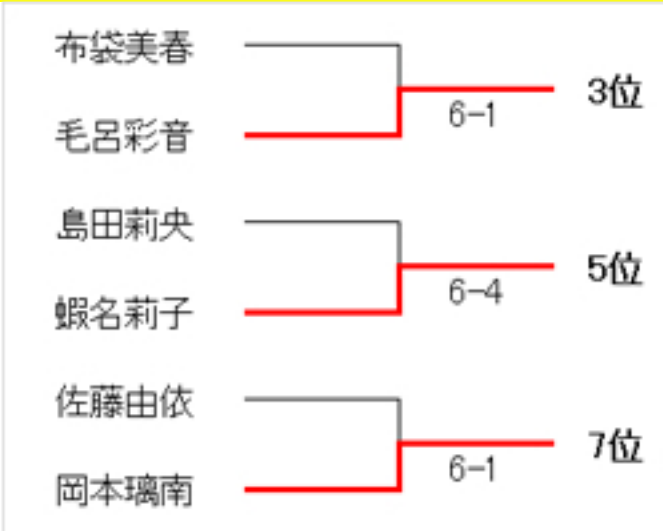 布袋美春
3位
6-1
毛呂彩音
島田莉央
5位
6-4
蝦名莉子
佐藤由依
7位
6-1
岡本璃南